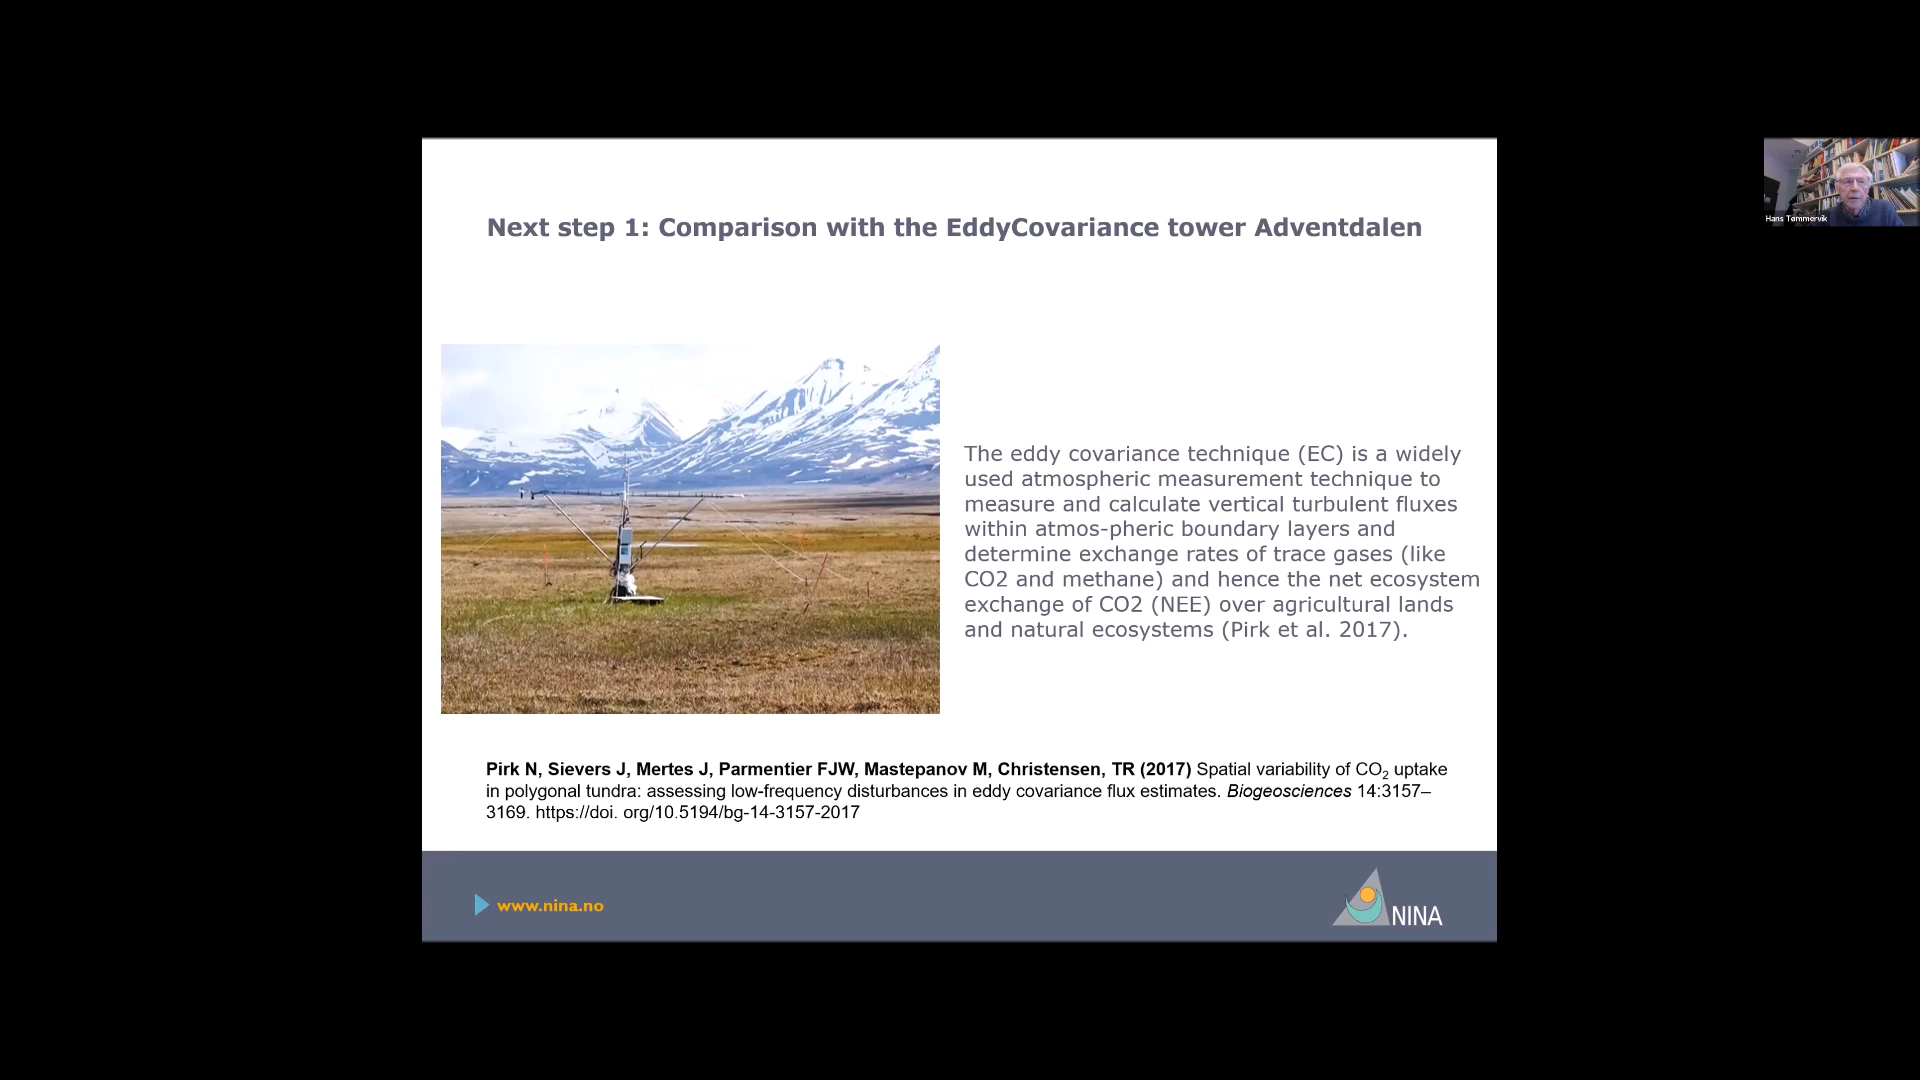 Next step 1: Comparison with the EddyCovariance tower Adventdalen
Hans Tømmervik
The eddy covariance technique (EC) is a widely
used atmospheric measurement technique to
measure and calculate vertical turbulent fluxes
within atmos-pheric boundary layers and
determine exchange rates of trace gases (like
CO2 and methane) and hence the net ecosystem
exchange of CO2 (NEE) over agricultural lands
and natural ecosystems (Pirk et al. 2017).
Pirk N, Sievers J, Mertes J, Parmentier FJW, Mastepanov M, Christensen, TR (2017) Spatial variability of CO₂ uptake
in polygonal tundra: assessing low-frequency disturbances in eddy covariance flux estimates. Biogeosciences 14:3157–
3169. https://doi. org/10.5194/bg-14-3157-2017
www.nina.no
NINA